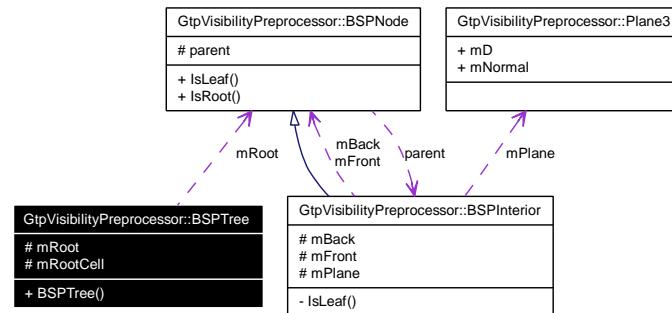 GtpVisibilityPreprocessor::BSPNode
# parent
+ IsLeaf()
+ IsRoot()
GtpVisibilityPreprocessor::Plane3
+ mD
+ mNormal
mRoot
mBack
mFront
parent
mPlane
GtpVisibilityPreprocessor::BSPTree
# mRoot
# mRootCell
+ BSPTree()
GtpVisibilityPreprocessor::BSPInterior
# mBack
# mFront
# mPlane
- IsLeaf()